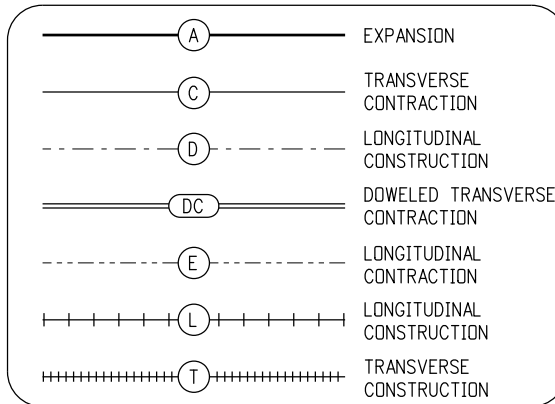 A EXPANSION
C TRANSVERSE
CONTRACTION
D LONGITUDINAL
CONSTRUCTION
DC DOWELED TRANSVERSE
CONTRACTION
E LONGITUDINAL
CONTRACTION
L LONGITUDINAL
CONSTRUCTION
T TRANSVERSE
CONSTRUCTION